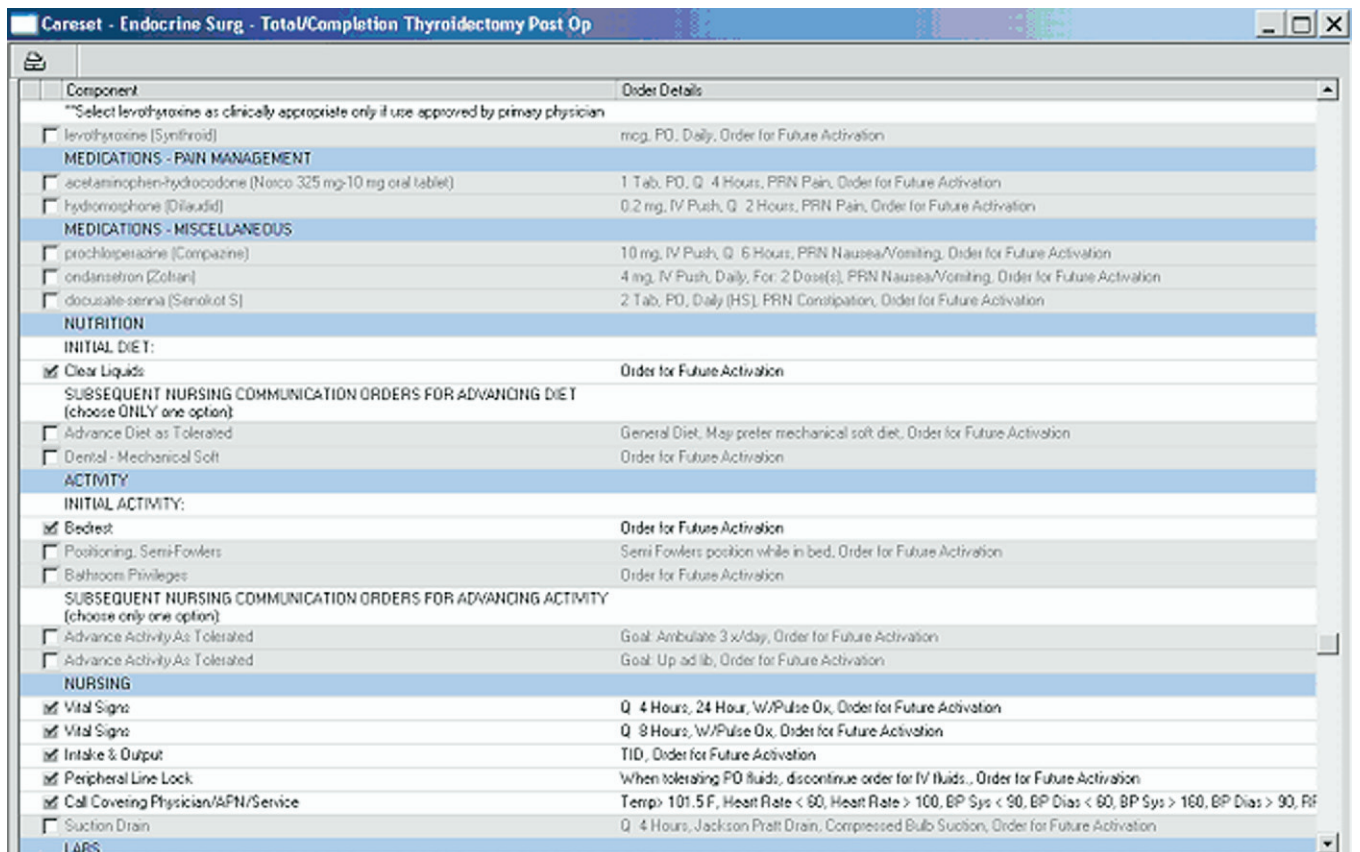 Careset - Endocrine Surg - Total/Completion Thyroidectomy Post Op
Component Order Details
**Select levothyroxine as clinically appropriate only if use approved by primary physician
levothyroxine (Synthroid) mcg, PO, Daily, Order for Future Activation
MEDICATIONS - PAIN MANAGEMENT
acetaminophen-hydrocodone (Norco 325 mg-10 mg oral tablet) 1 Tab, PO, Q 4 Hours, PRN Pain, Order for Future Activation
hydromorphone (Dilaudid) 0.2 mg, IV Push, Q 2 Hours, PRN Pain, Order for Future Activation
MEDICATIONS - MISCELLANEOUS
prochlorperazine (Compazine) 10 mg, IV Push, Q 6 Hours, PRN Nausea/Vomiting, Order for Future Activation
ondansetron (Zofran) 4 mg, IV Push, Daily, For: 2 Dose(s), PRN Nausea/Vomiting, Order for Future Activation
docusate-senna (Senokot S) 2 Tab, PO, Daily (HS), PRN Constipation, Order for Future Activation
NUTRITION
INITIAL DIET:
Clear Liquids Order for Future Activation
SUBSEQUENT NURSING COMMUNICATION ORDERS FOR ADVANCING DIET
(choose ONLY one option):
Advance Diet as Tolerated General Diet, May prefer mechanical soft diet, Order for Future Activation
Dental - Mechanical Soft Order for Future Activation
ACTIVITY
INITIAL ACTIVITY:
Bedrest Order for Future Activation
Positioning, Semi-Fowlers Semi Fowlers position while in bed, Order for Future Activation
Bathroom Privileges Order for Future Activation
SUBSEQUENT NURSING COMMUNICATION ORDERS FOR ADVANCING ACTIVITY
(choose only one option):
Advance Activity As Tolerated Goal: Ambulate 3 x/day, Order for Future Activation
Advance Activity As Tolerated Goal: Up ad lib, Order for Future Activation
NURSING
Vital Signs Q 4 Hours, 24 Hour, W/Pulse Ox, Order for Future Activation
Vital Signs Q 8 Hours, W/Pulse Ox, Order for Future Activation
Intake & Output TID, Order for Future Activation
Peripheral Line Lock When tolerating PO fluids, discontinue order for IV fluids., Order for Future Activation
Call Covering Physician/APN/Service Temp> 101.5 F, Heart Rate < 60, Heart Rate > 100, BP Sys < 90, BP Dias < 60, BP Sys > 160, BP Dias > 90,
Suction Drain Q 4 Hours, Jackson Pratt Drain, Compressed Bulb Suction, Order for Future Activation
LABS